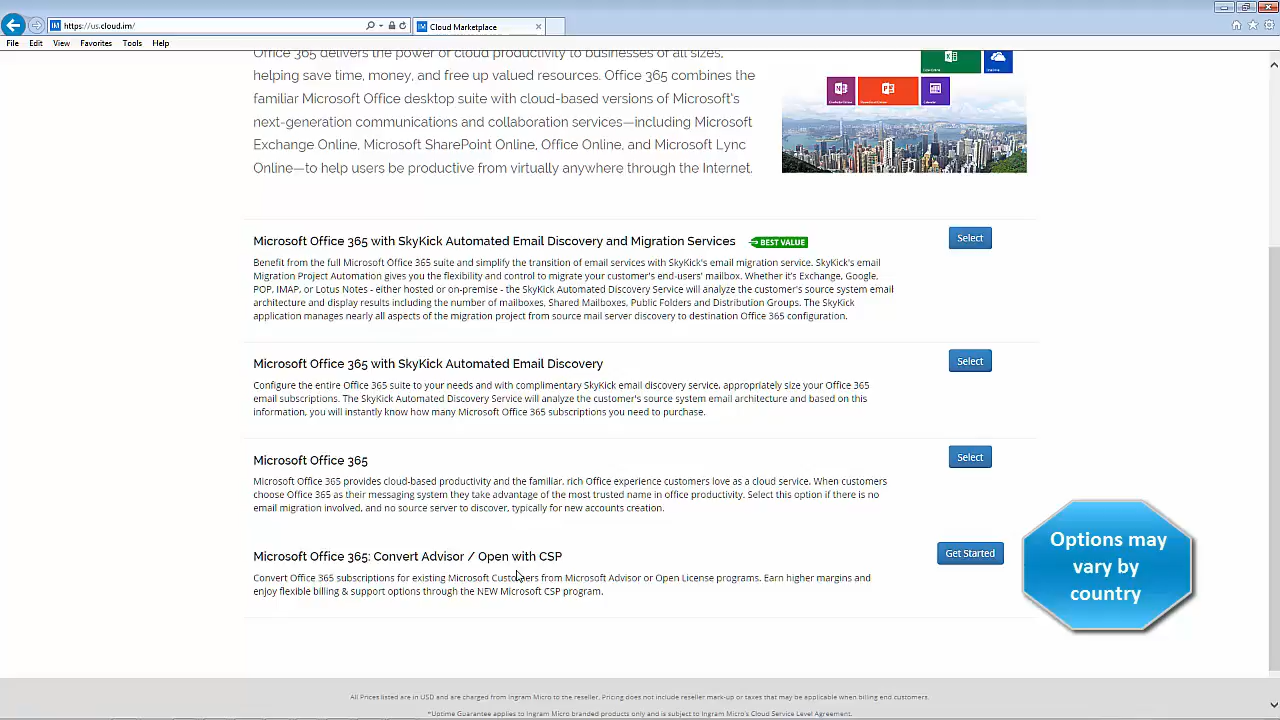 https://us.cloud.im/
Cloud Marketplace
File Edit View Favorites Tools Help
Office 365 delivers the power of cloud productivity to businesses of all sizes,
helping save time, money, and free up valued resources. Office 365 combines the
familiar Microsoft Office desktop suite with cloud-based versions of Microsoft's
next-generation communications and collaboration services—including Microsoft
Exchange Online, Microsoft SharePoint Online, Office Online, and Microsoft Lync
Online—to help users be productive from virtually anywhere through the Internet.
Microsoft Office 365 with SkyKick Automated Email Discovery and Migration Services BEST VALUE
Select
Benefit from the full Microsoft Office 365 suite and simplify the transition of email services with SkyKick's email migration service. SkyKick's email
Migration Project Automation gives you the flexibility and control to migrate your customer's end-users' mailbox. Whether it's Exchange, Google,
POP, IMAP, or Lotus Notes - either hosted or on-premise - the SkyKick Automated Discovery Service will analyze the customer's source system email
architecture and display results including the number of mailboxes, Shared Mailboxes, Public Folders and Distribution Groups. The SkyKick
application manages nearly all aspects of the migration project from source mail server discovery to destination Office 365 configuration.
Microsoft Office 365 with SkyKick Automated Email Discovery
Select
Configure the entire Office 365 suite to your needs and with complimentary SkyKick email discovery service, appropriately size your Office 365
email subscriptions. The SkyKick Automated Discovery Service will analyze the customer's source system email architecture and based on this
information, you will instantly know how many Microsoft Office 365 subscriptions you need to purchase.
Microsoft Office 365
Select
Microsoft Office 365 provides cloud-based productivity and the familiar, rich Office experience customers love as a cloud service. When customers
choose Office 365 as their messaging system they take advantage of the most trusted name in office productivity. Select this option if there is no
email migration involved, and no source server to discover, typically for new accounts creation.
Microsoft Office 365: Convert Advisor / Open with CSP
Get Started
Convert Office 365 subscriptions for existing Microsoft Customers from Microsoft Advisor or Open License programs. Earn higher margins and
enjoy flexible billing & support options through the NEW Microsoft CSP program.
Options may
vary by
country
All Prices listed are in USD and are charged from Ingram Micro to the reseller. Pricing does not include reseller mark-up or taxes that may be applicable when billing end customers.
*Uptime Guarantee applies to Ingram Micro branded products only and is subject to Ingram Micro's Cloud Service Level Agreement.